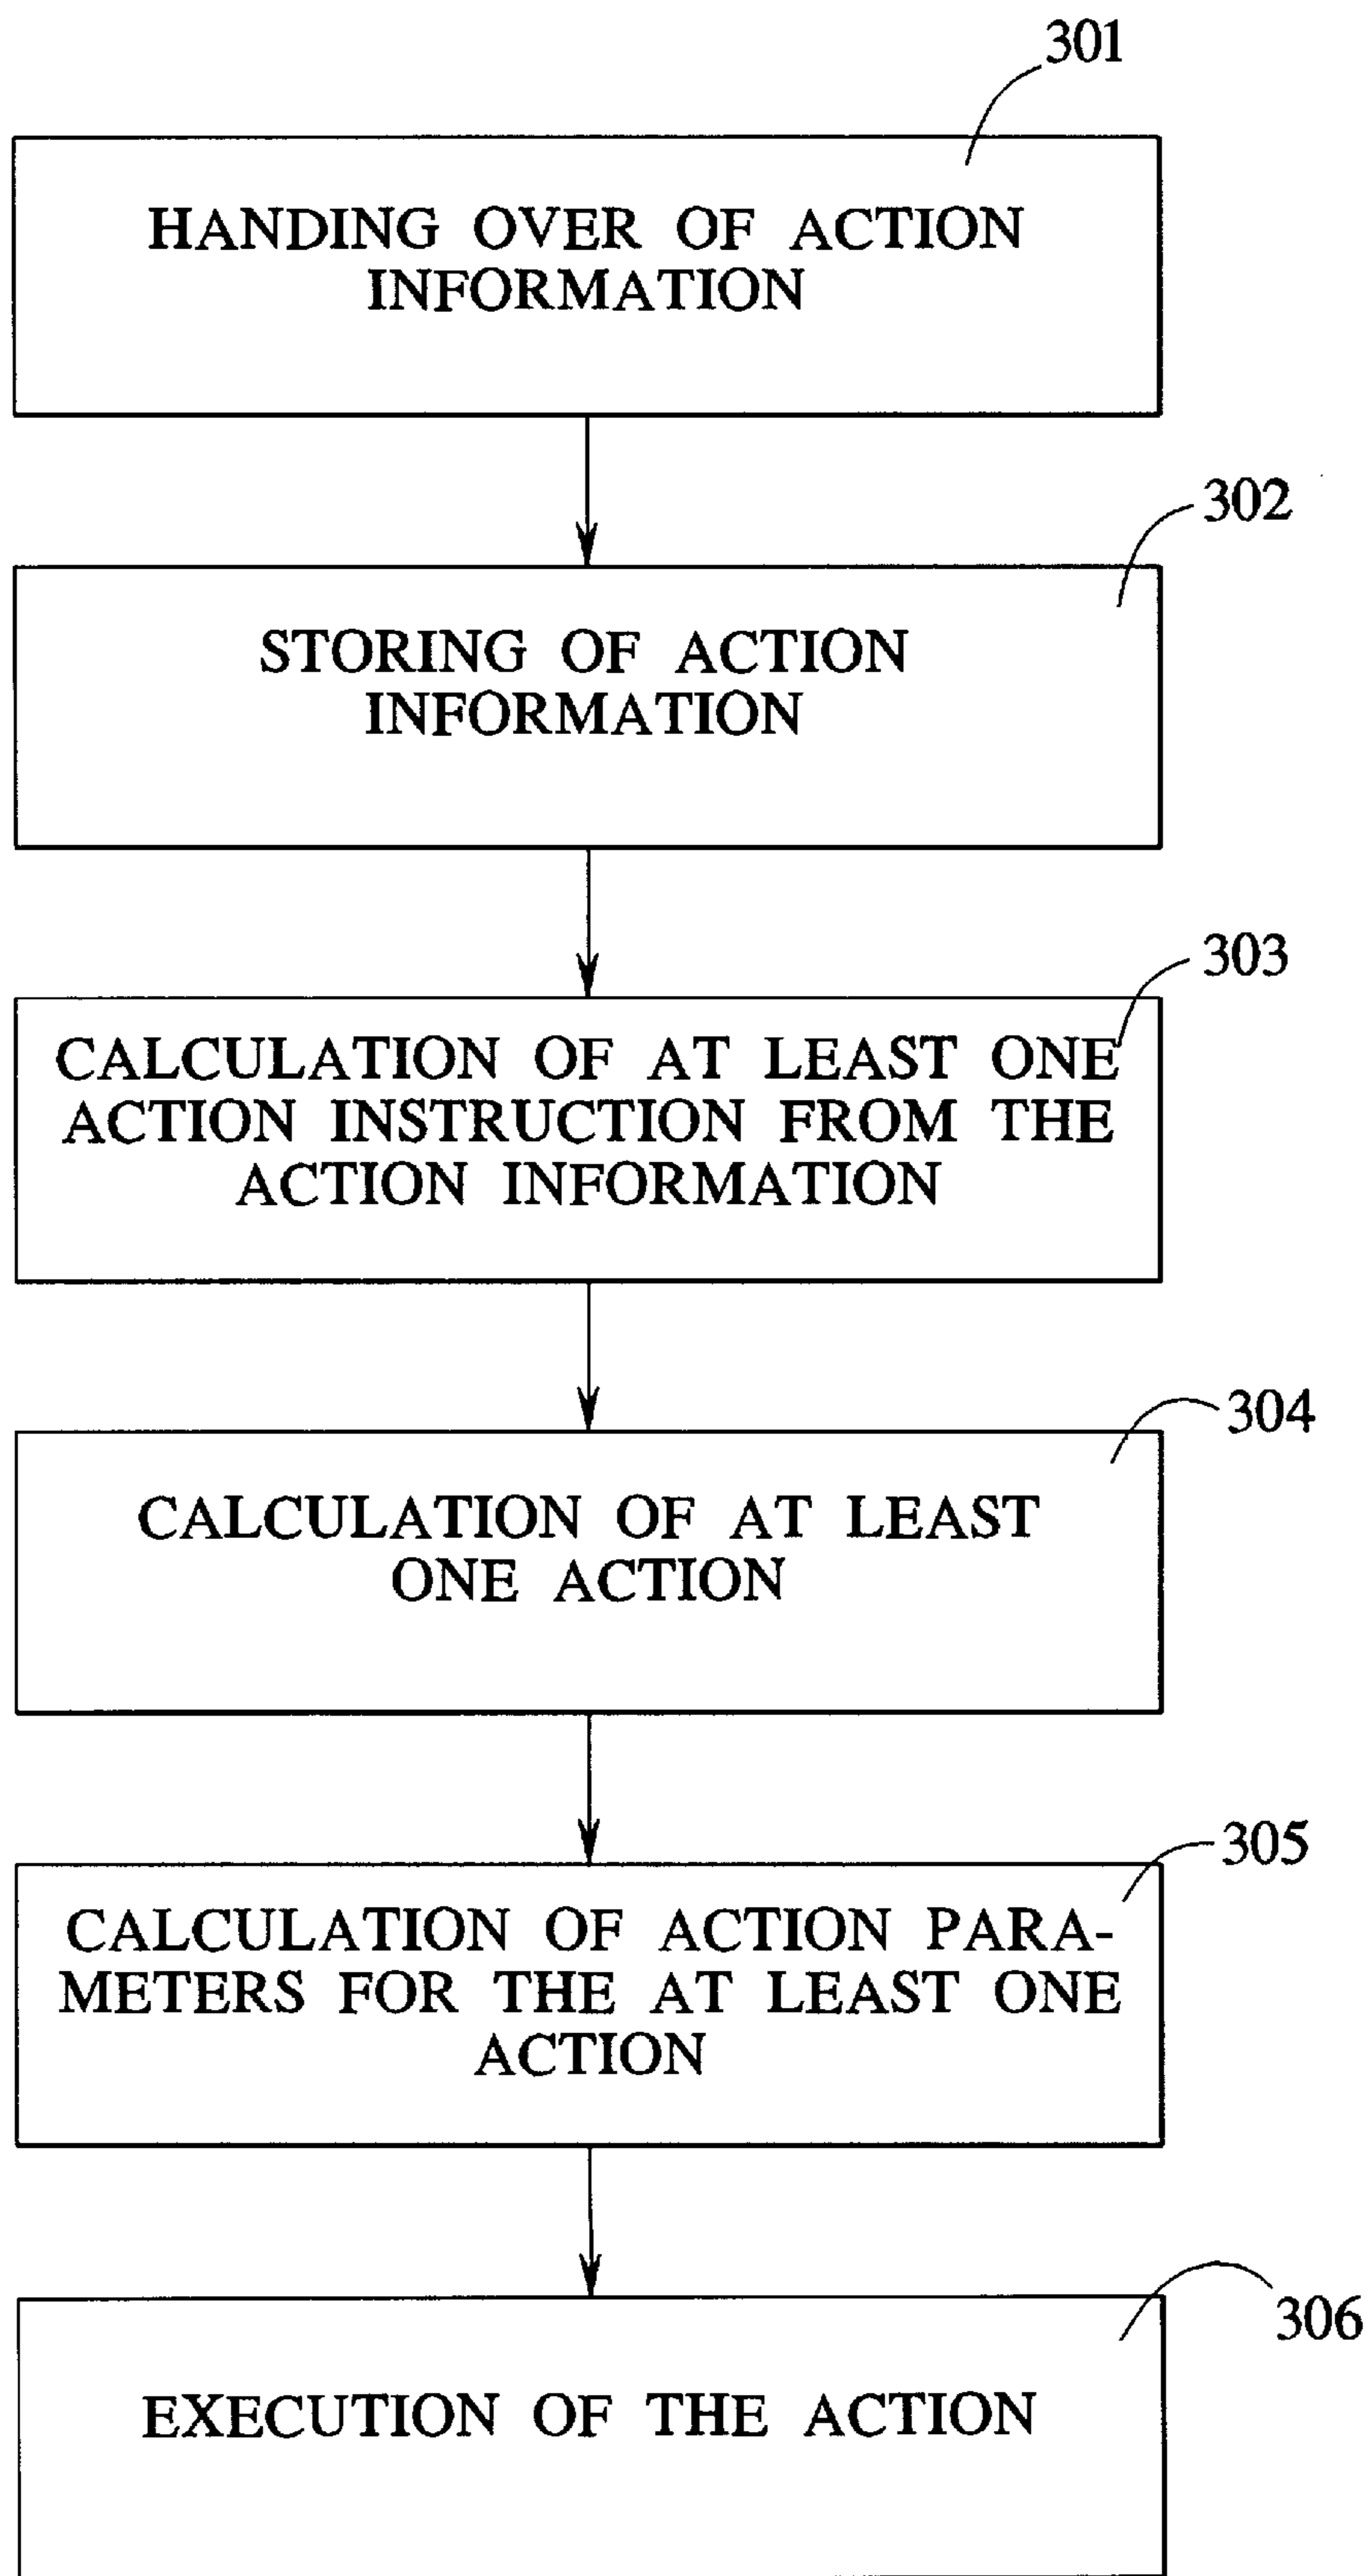 301
HANDING OVER OF ACTION
INFORMATION
302
STORING OF ACTION
INFORMATION
303
CALCULATION OF AT LEAST ONE
ACTION INSTRUCTION FROM THE
ACTION INFORMATION
304
CALCULATION OF AT LEAST
ONE ACTION
305
CALCULATION OF ACTION PARA-
METERS FOR THE AT LEAST ONE
ACTION
306
EXECUTION OF THE ACTION